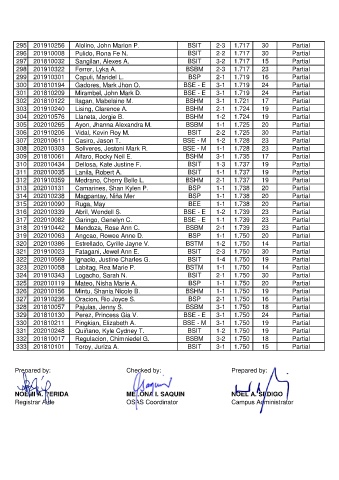 295 201910256 Alolino, John Marlon P. BSIT 2-3 1.717 30 Partial
296 201910008 Pulido, Rona Fe N. BSIT 2-2 1.717 30 Partial
297 201810032 Sangilan, Alexes A. BSIT 3-2 1.717 15 Partial
298 201910322 Ferrer, Lyka A. BSBM 2-3 1.717 23 Partial
299 201910301 Capuli, Maridel L. BSP 2-1 1.719 16 Partial
300 201810194 Gadores, Mark Jhon O. BSE - E 3-1 1.719 24 Partial
301 201810209 Mirambel, John Mark D. BSE - E 3-1 1.719 24 Partial
302 201810122 Ilagan, Mabelaine M. BSHM 3-1 1.721 17 Partial
303 201910240 Lising, Clarence A. BSHM 2-1 1.724 19 Partial
304 202010576 Llaneta, Jorgia B. BSHM 1-2 1.724 19 Partial
305 202010265 Ayon, Jhanna Alexandra M. BSBM 1-1 1.725 20 Partial
306 201910206 Vidal, Kevin Roy M. BSIT 2-2 1.725 30 Partial
307 202010611 Casiro, Jason T. BSE - M 1-2 1.728 23 Partial
308 202010303 Soliveres, Jestoni Mark R. BSE - M 1-1 1.728 23 Partial
309 201810061 Alfaro, Rocky Neil E. BSHM 3-1 1.735 17 Partial
310 202010434 Dellosa, Kate Justine F. BSIT 1-3 1.737 19 Partial
311 202010035 Lanila, Robert A. BSIT 1-1 1.737 19 Partial
312 201910359 Medrano, Cherry Belle L. BSHM 2-1 1.737 19 Partial
313 202010131 Camarines, Shan Kylen P. BSP 1-1 1.738 20 Partial
314 202010238 Magpantay, Niña Mer BSP 1-1 1.738 20 Partial
315 202010090 Ruga, May BEE 1-1 1.738 20 Partial
316 202010339 Abril, Wendell S. BSE - E 1-2 1.739 23 Partial
317 202010082 Garingo, Genelyn C. BSE - E 1-1 1.739 23 Partial
318 201910442 Mendoza, Rose Ann C. BSBM 2-1 1.739 23 Partial
319 202010063 Angcao, Rowee Anne D. BSP 1-1 1.750 20 Partial
320 202010386 Estrellado, Cyrille Jayve V. BSTM 1-2 1.750 14 Partial
321 201910023 Fatagani, Jewel Ann E. BSIT 2-3 1.750 30 Partial
322 202010569 Ignacio, Justine Charles G. BSIT 1-4 1.750 19 Partial
323 202010058 Labitag, Rea Marie P. BSTM 1-1 1.750 14 Partial
324 201910343 Logacho, Sarah N. BSIT 2-1 1.750 30 Partial
325 202010119 Mateo, Nisha Marie A. BSP 1-1 1.750 20 Partial
326 202010156 Mintu, Shania Nicole B. BSHM 1-1 1.750 19 Partial
327 201910236 Oracion, Rio Joyce S. BSP 2-1 1.750 16 Partial
328 201810057 Pajulas, Jenny S. BSBM 3-1 1.750 18 Partial
329 201810130 Perez, Princess Gia V. BSE - E 3-1 1.750 24 Partial
330 201810211 Pingkian, Elizabeth A. BSE - M 3-1 1.750 19 Partial
331 202010248 Quiñano, Kyle Cydney T. BSIT 1-2 1.750 19 Partial
332 201810017 Regulacion, Chinniedel G. BSBM 3-2 1.750 18 Partial
333 201810101 Toroy, Juriza A. BSIT 3-1 1.750 15 Partial
Prepared by: Checked by: Prepared by:
A. I. SAQUIN NOEL A.
Registrar OSAS Coordinator Campus Administrator